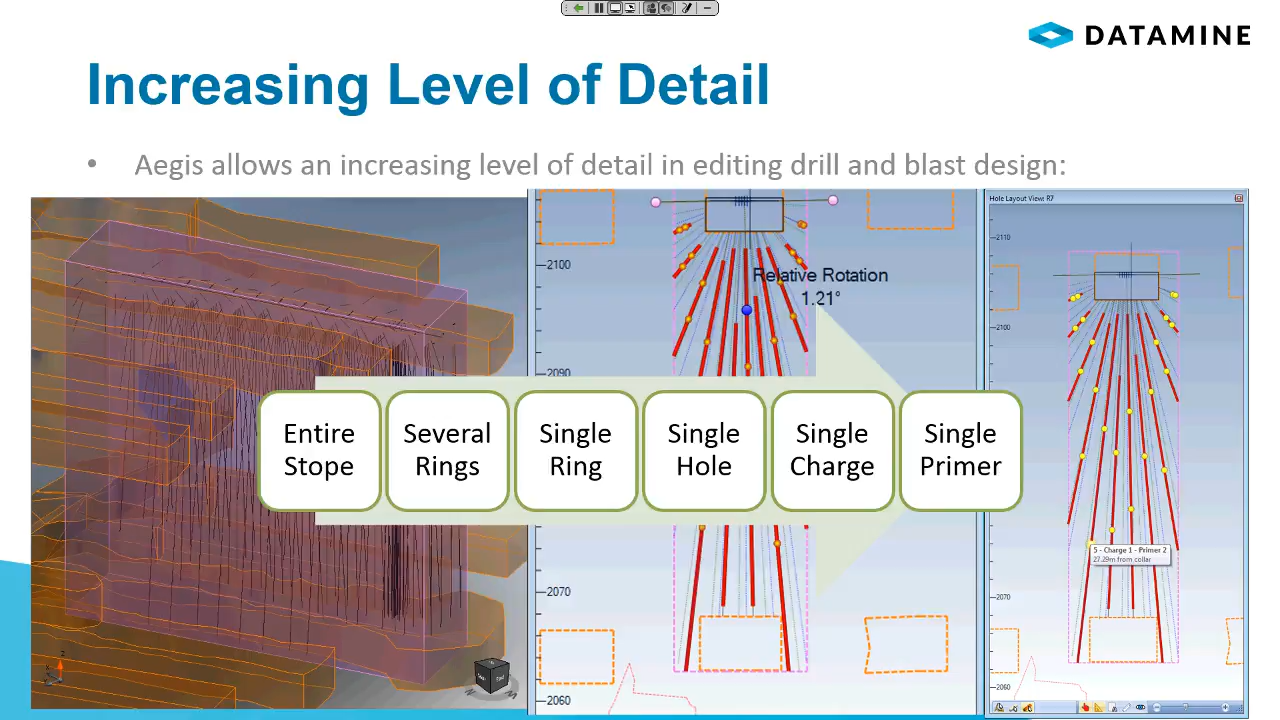 DATAMINE
Increasing Level of Detail
• Aegis allows an increasing level of detail in editing drill and blast design:
Hole Layout View: R7
2100
2090
2070
2060
Relative Rotation
1.21°
2110
2100
2070
2060
Entire
Stope
Several
Rings
Single
Ring
Single
Hole
Single
Charge
Single
Primer
5 - Charge 1 - Primer 2
27.29m from collar
Z
N